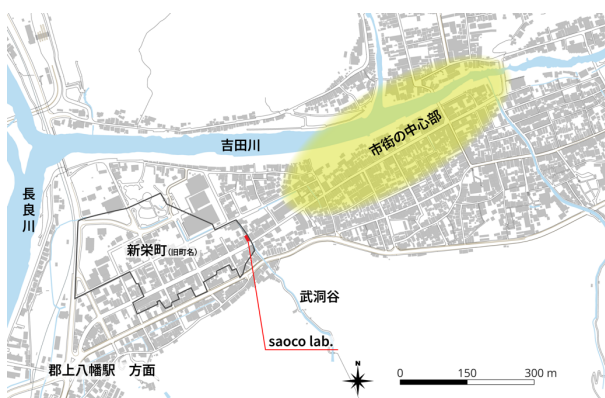 市街の中心部
吉田川
長良川
新栄町(旧町名)
武洞谷
saoco lab.
郡上八幡駅 方面
N
0 150 300 m